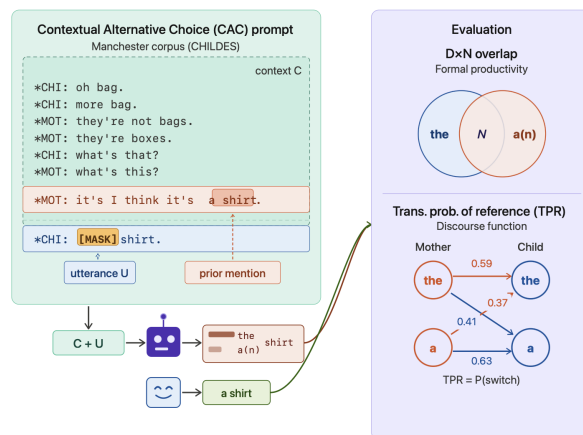 Contextual Alternative Choice (CAC) prompt
Manchester corpus (CHILDES)
context C
*CHI: oh bag.
*CHI: more bag.
*MOT: they're not bags.
*MOT: they're boxes.
*CHI: what's that?
*MOT: what's this?
*MOT: it's I think it's a shirt.
*CHI: [MASK] shirt.
utterance U
prior mention
C + U
the
a(n)
shirt
a shirt
Evaluation
D×N overlap
Formal productivity
the
N
a(n)
Trans. prob. of reference (TPR)
Discourse function
Mother
Child
0.59
the
the
0.37
0.41
a
a
0.63
TPR = P(switch)